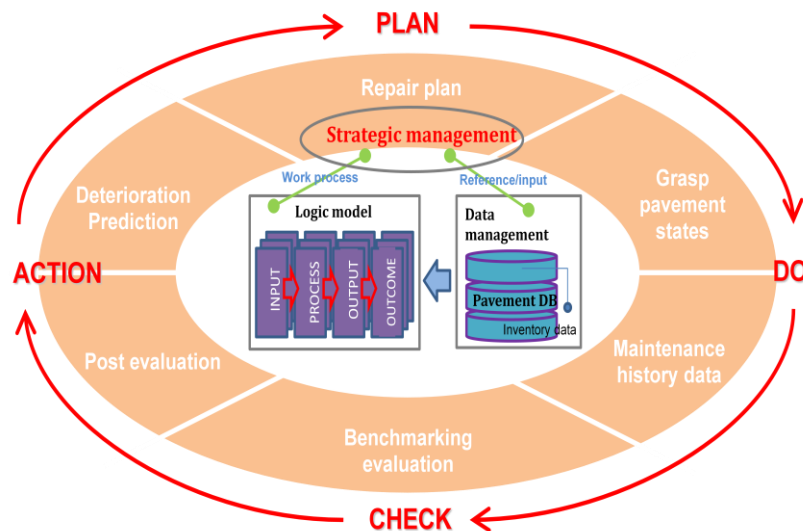 PLAN
Repair plan
Strategic management
Work process
Reference/input
Deterioration
Prediction
Grasp
pavement
states
Logic model
Data
management
INPUT
PROCESS
OUTPUT
OUTCOME
Pavement DB
Inventory data
ACTION
DO
Post evaluation
Maintenance
history data
Benchmarking
evaluation
CHECK